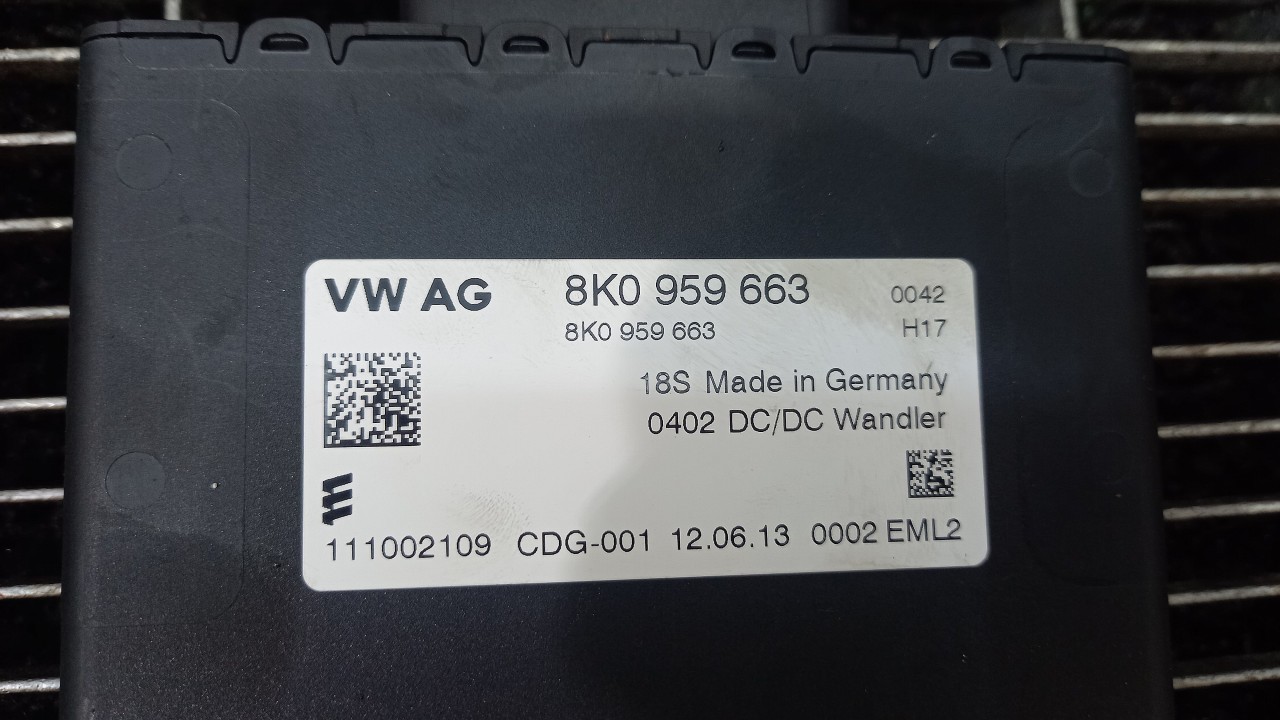 VW AG 8K0 959 663 0042
8K0 959 663 H17
18S Made in Germany
0402 DC/DC Wandler
111002109 CDG-001 12.06.13 0002 EML2